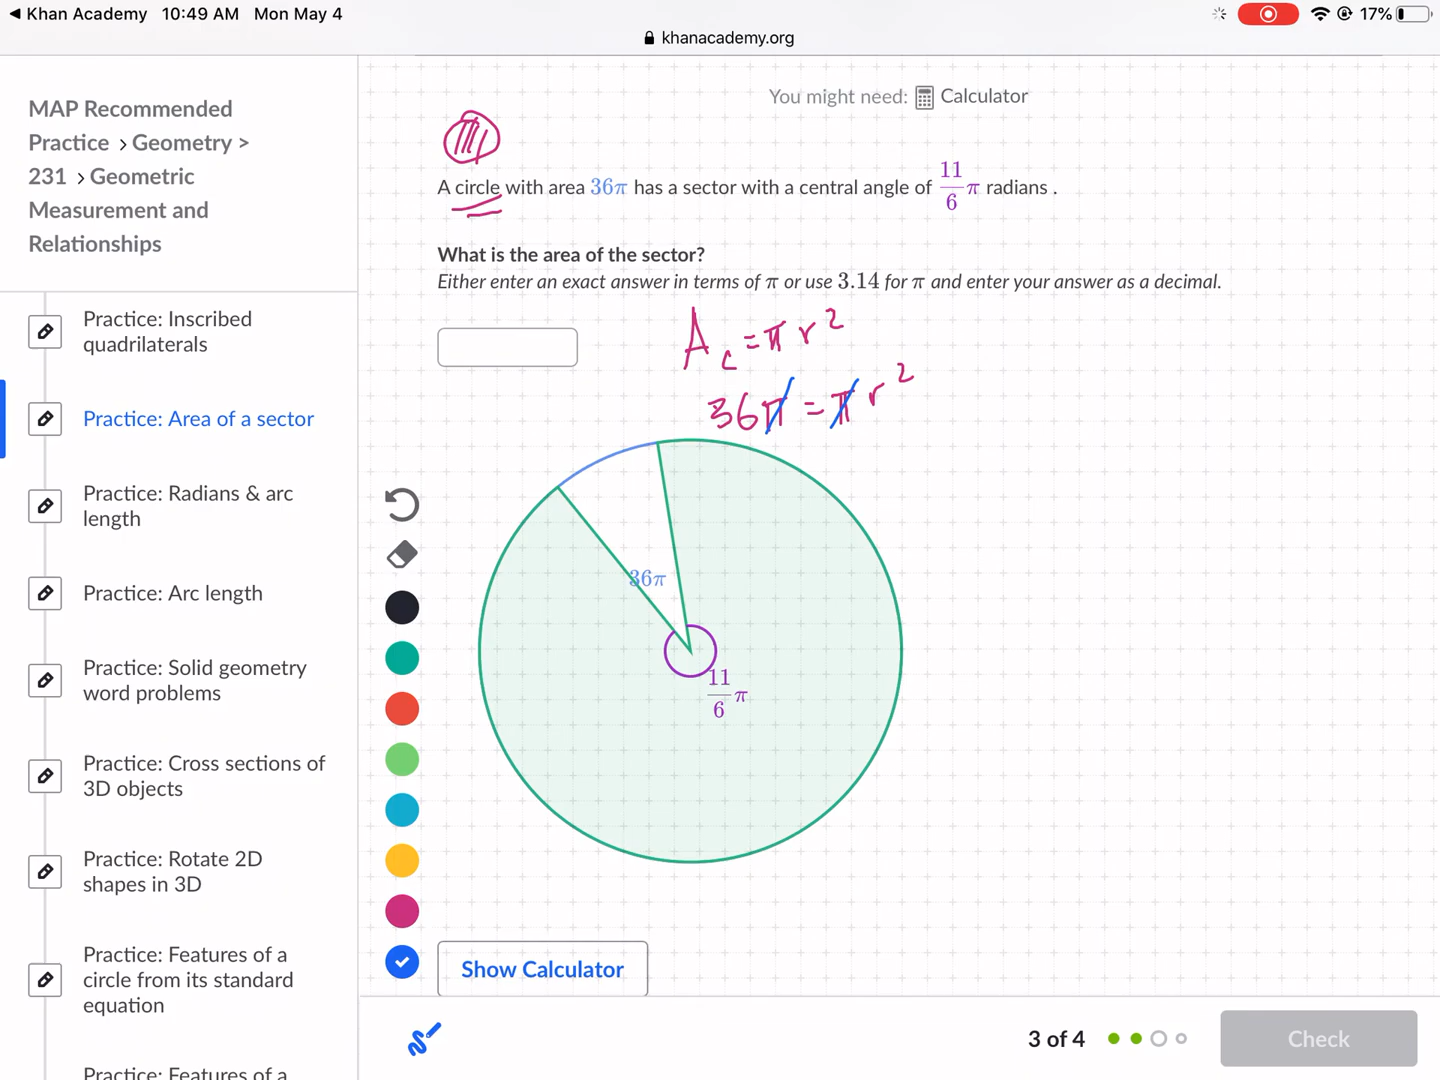 Khan Academy 10:49 AM Mon May 4
17%
khanacademy.org
MAP Recommended
Practice > Geometry >
231 > Geometric
Measurement and
Relationships
Practice: Inscribed
quadrilaterals
Practice: Area of a sector
Practice: Radians & arc
length
Practice: Arc length
Practice: Solid geometry
word problems
Practice: Cross sections of
3D objects
Practice: Rotate 2D
shapes in 3D
Practice: Features of a
circle from its standard
equation
Practice: Features of a
You might need: Calculator
A circle with area 36π has a sector with a central angle of 11/6 π radians .
What is the area of the sector?
Either enter an exact answer in terms of π or use 3.14 for π and enter your answer as a decimal.
A_c = π r²
36π = π r²
36π
11/6 π
Show Calculator
3 of 4
Check